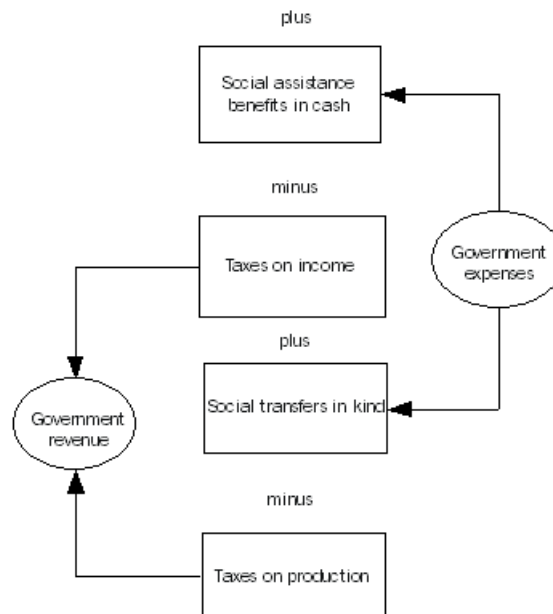 plus
Social assistance
benefits in cash
minus
Taxes on income
Government
expenses
plus
Social transfers in kind
Government
revenue
minus
Taxes on production